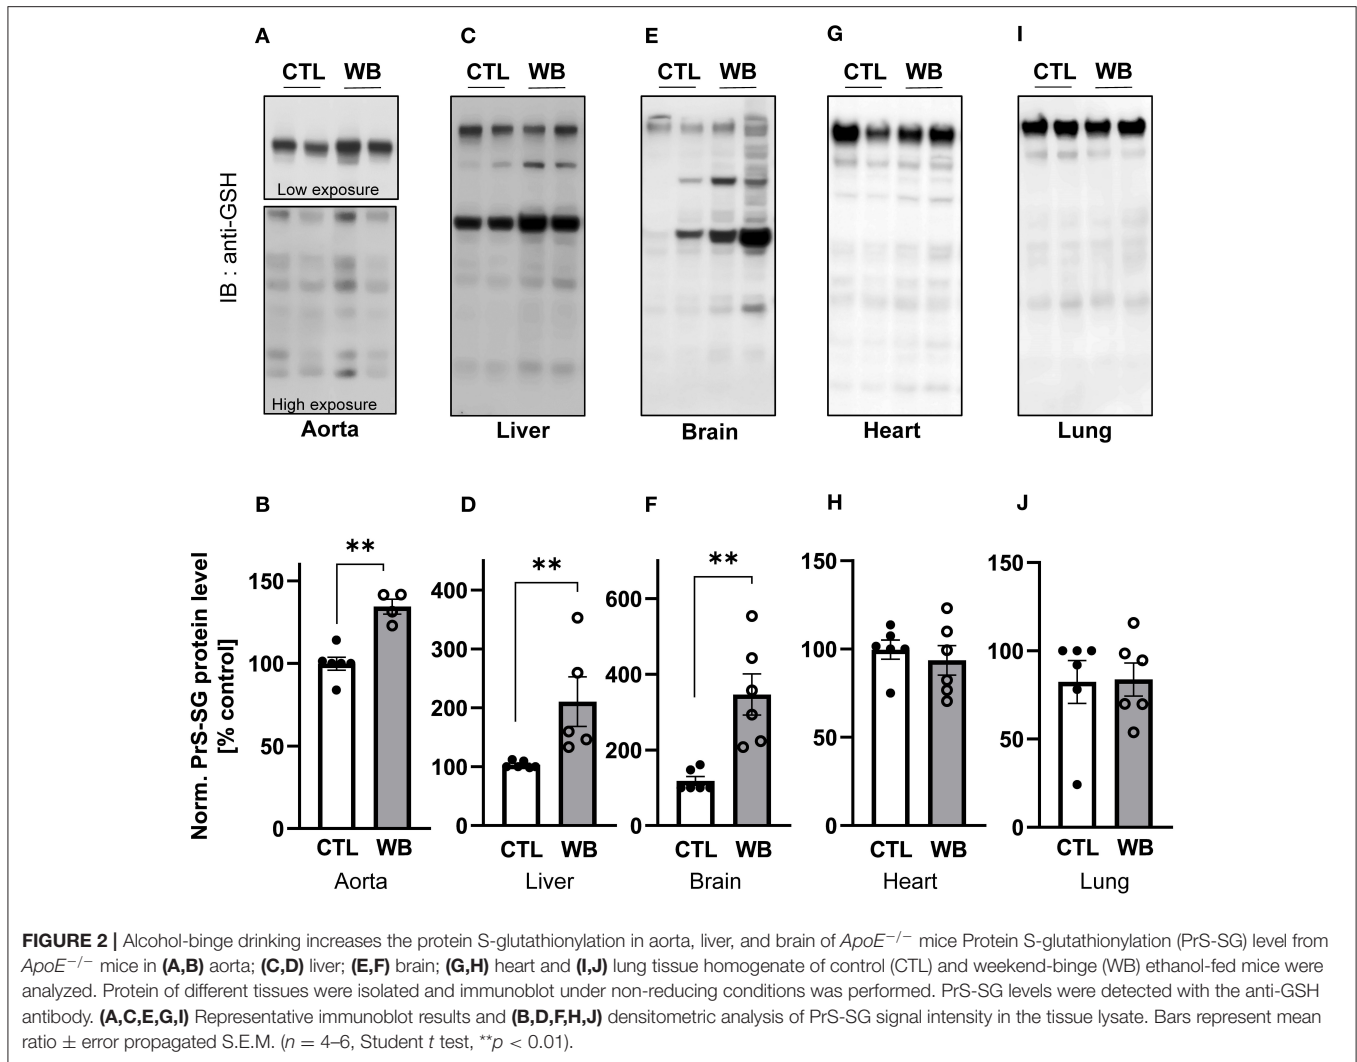 A
C
E
G
I
CTL WB
CTL WB
CTL WB
CTL WB
CTL WB
IB : anti-GSH
Low exposure
High exposure
Aorta
Liver
Brain
Heart
Lung
B
D
F
H
J
Norm. PrS-SG protein level
[% control]
**
150
100
50
0
CTL WB
Aorta
**
400
300
200
100
0
CTL WB
Liver
**
600
400
200
0
CTL WB
Brain
150
100
50
0
CTL WB
Heart
150
100
50
0
CTL WB
Lung
FIGURE 2 | Alcohol-binge drinking increases the protein S-glutathionylation in aorta, liver, and brain of ApoE−/− mice Protein S-glutathionylation (PrS-SG) level from
ApoE−/− mice in (A,B) aorta; (C,D) liver; (E,F) brain; (G,H) heart and (I,J) lung tissue homogenate of control (CTL) and weekend-binge (WB) ethanol-fed mice were
analyzed. Protein of different tissues were isolated and immunoblot under non-reducing conditions was performed. PrS-SG levels were detected with the anti-GSH
antibody. (A,C,E,G,I) Representative immunoblot results and (B,D,F,H,J) densitometric analysis of PrS-SG signal intensity in the tissue lysate. Bars represent mean
ratio ± error propagated S.E.M. (n = 4–6, Student t test, **p < 0.01).